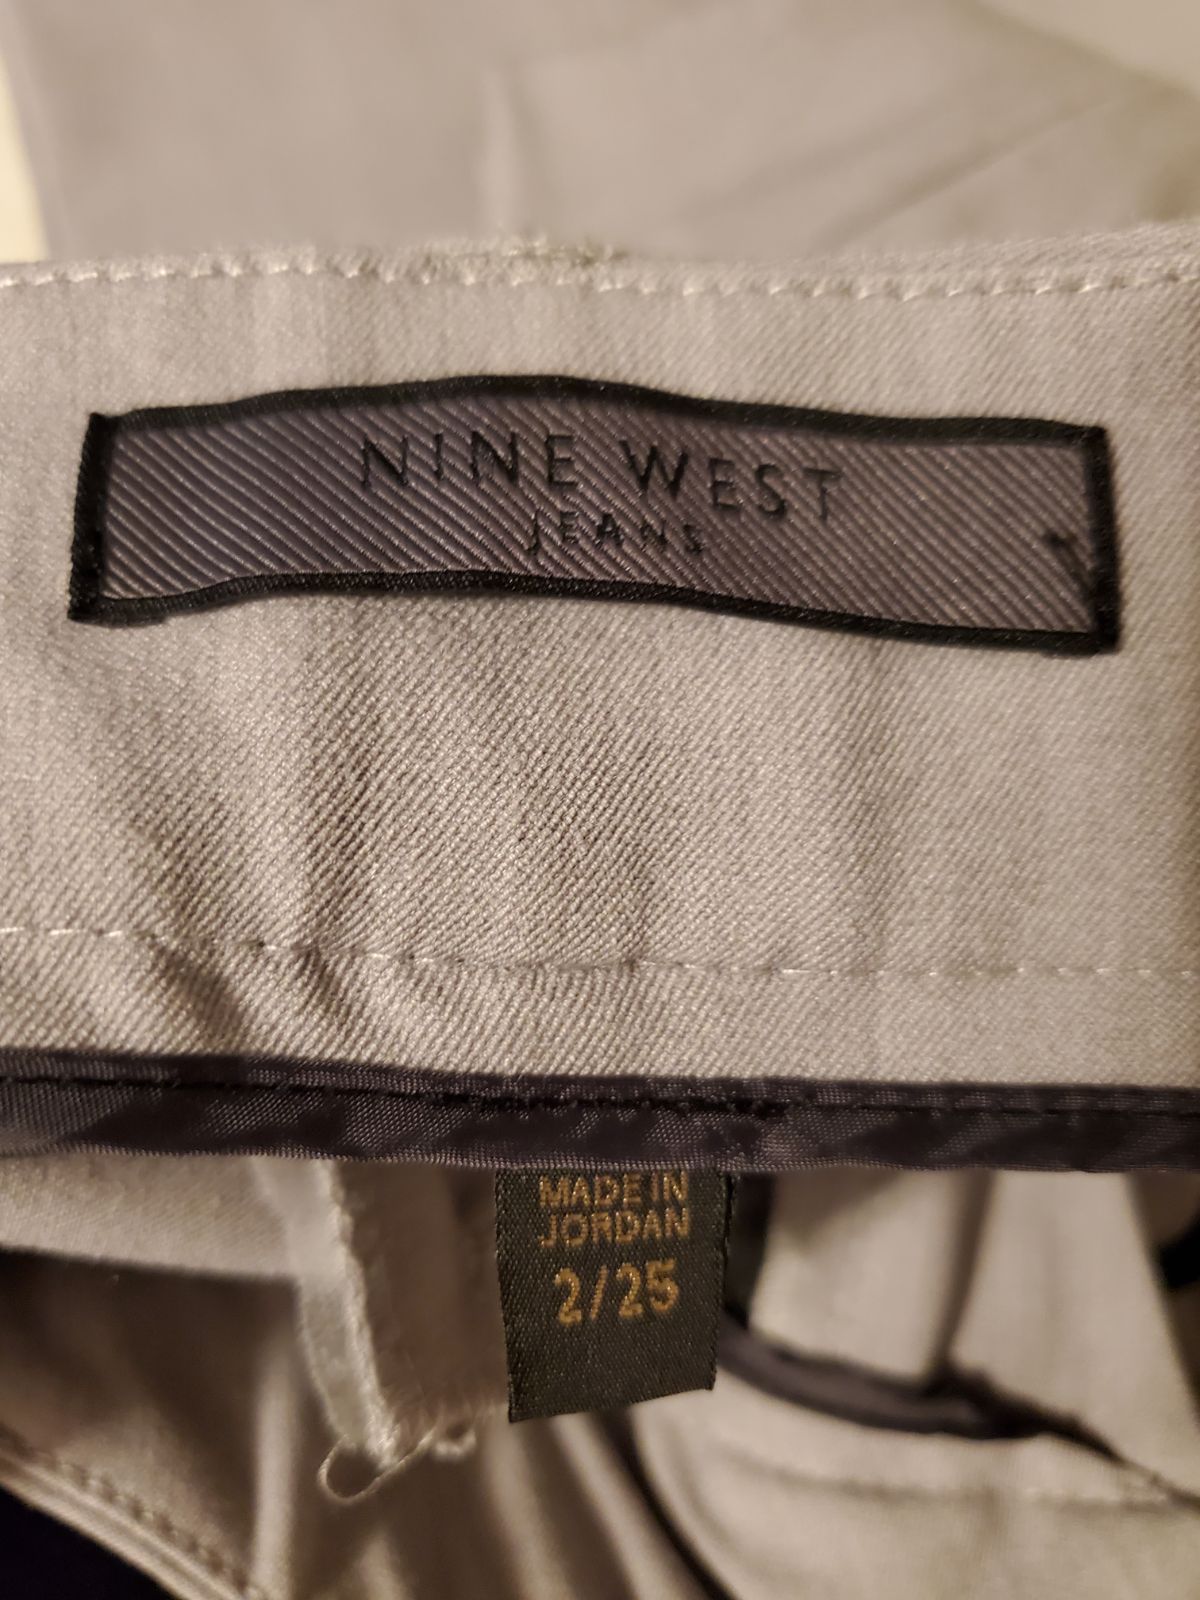 NINE WEST
JEANS
MADE IN
JORDAN
2/25